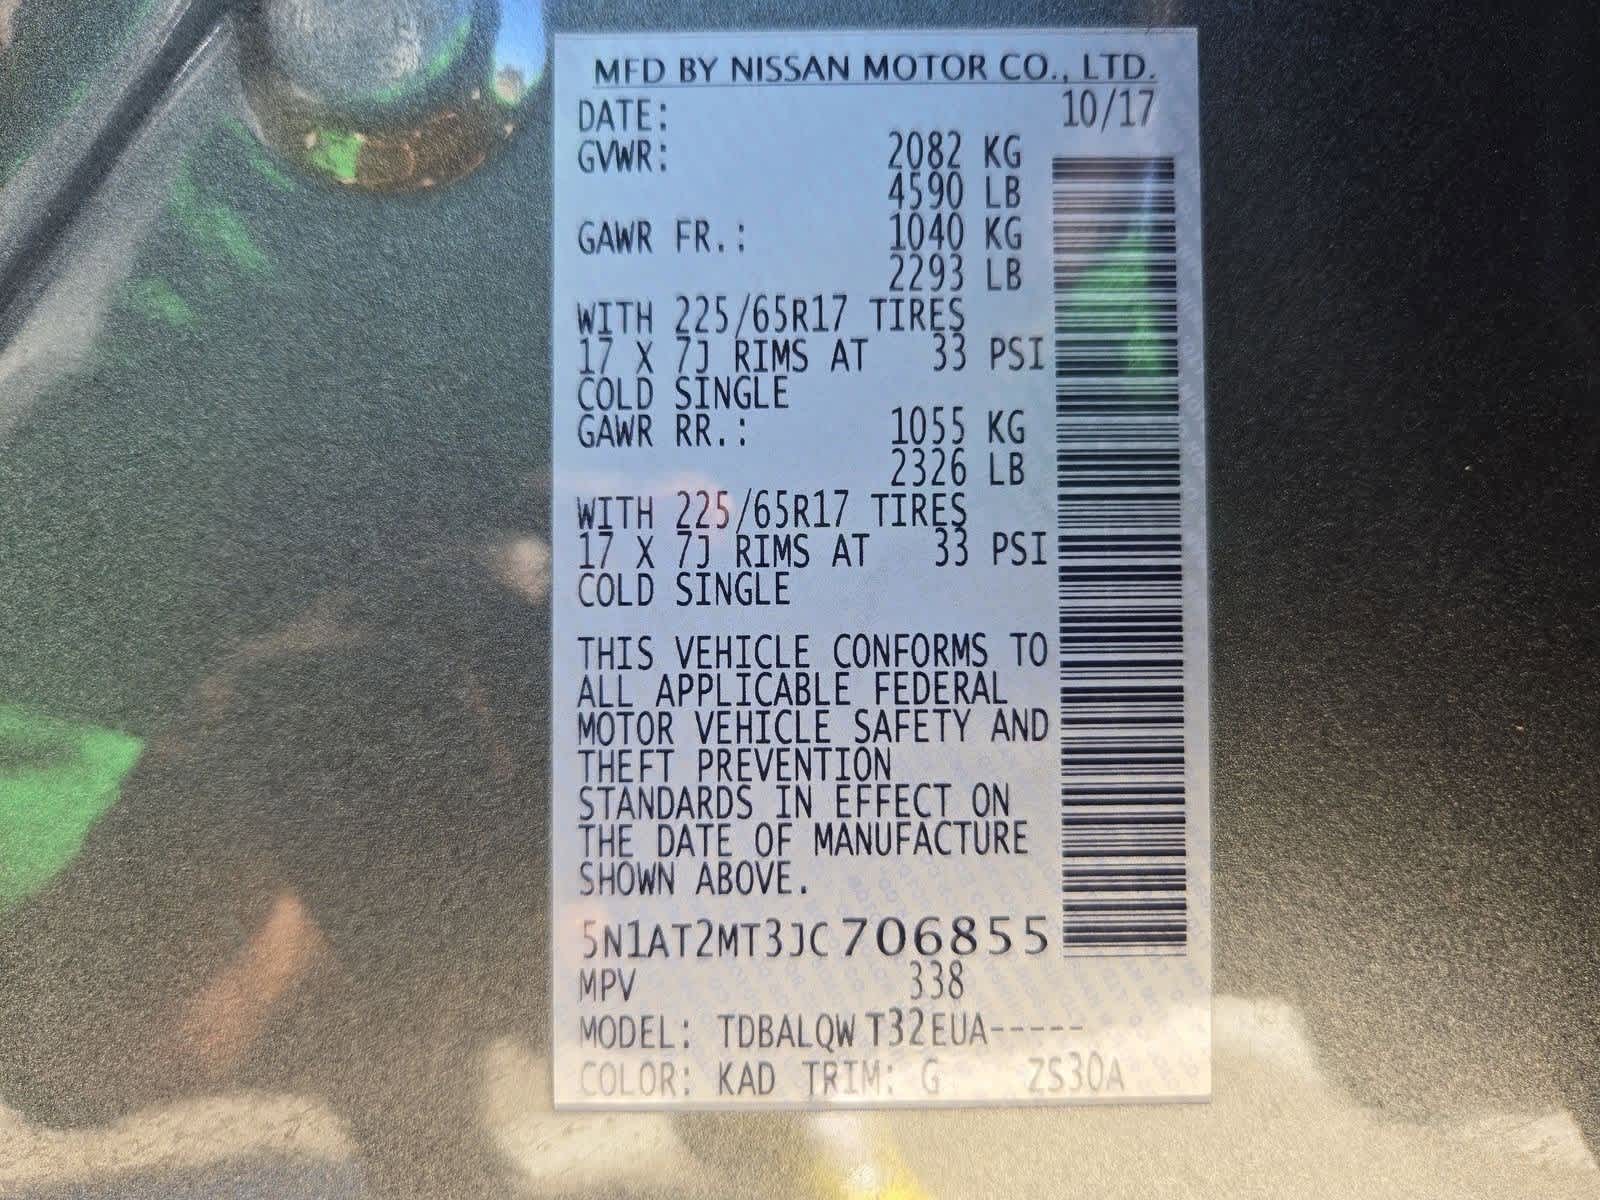 MFD BY NISSAN MOTOR CO., LTD.
DATE: 10/17
GVWR: 2082 KG
4590 LB
GAWR FR.: 1040 KG
2293 LB
WITH 225/65R17 TIRES
17 X 7J RIMS AT 33 PSI
COLD SINGLE
GAWR RR.: 1055 KG
2326 LB
WITH 225/65R17 TIRES
17 X 7J RIMS AT 33 PSI
COLD SINGLE
THIS VEHICLE CONFORMS TO
ALL APPLICABLE FEDERAL
MOTOR VEHICLE SAFETY AND
THEFT PREVENTION
STANDARDS IN EFFECT ON
THE DATE OF MANUFACTURE
SHOWN ABOVE.
5N1AT2MT3JC706855
MPV 338
MODEL: TDBALQW T32EUA-----
COLOR: KAD TRIM: G ZS30A